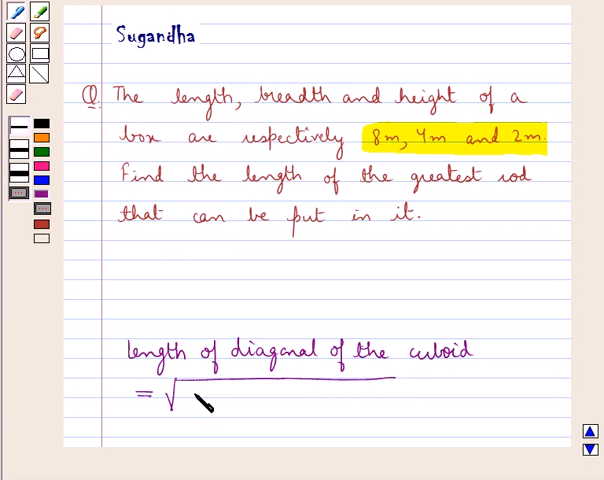 Sugandha
Q. The length, breadth and height of a
box are respectively 8m, 4m and 2m.
Find the length of the greatest rod
that can be put in it.
length of diagonal of the cuboid
= √